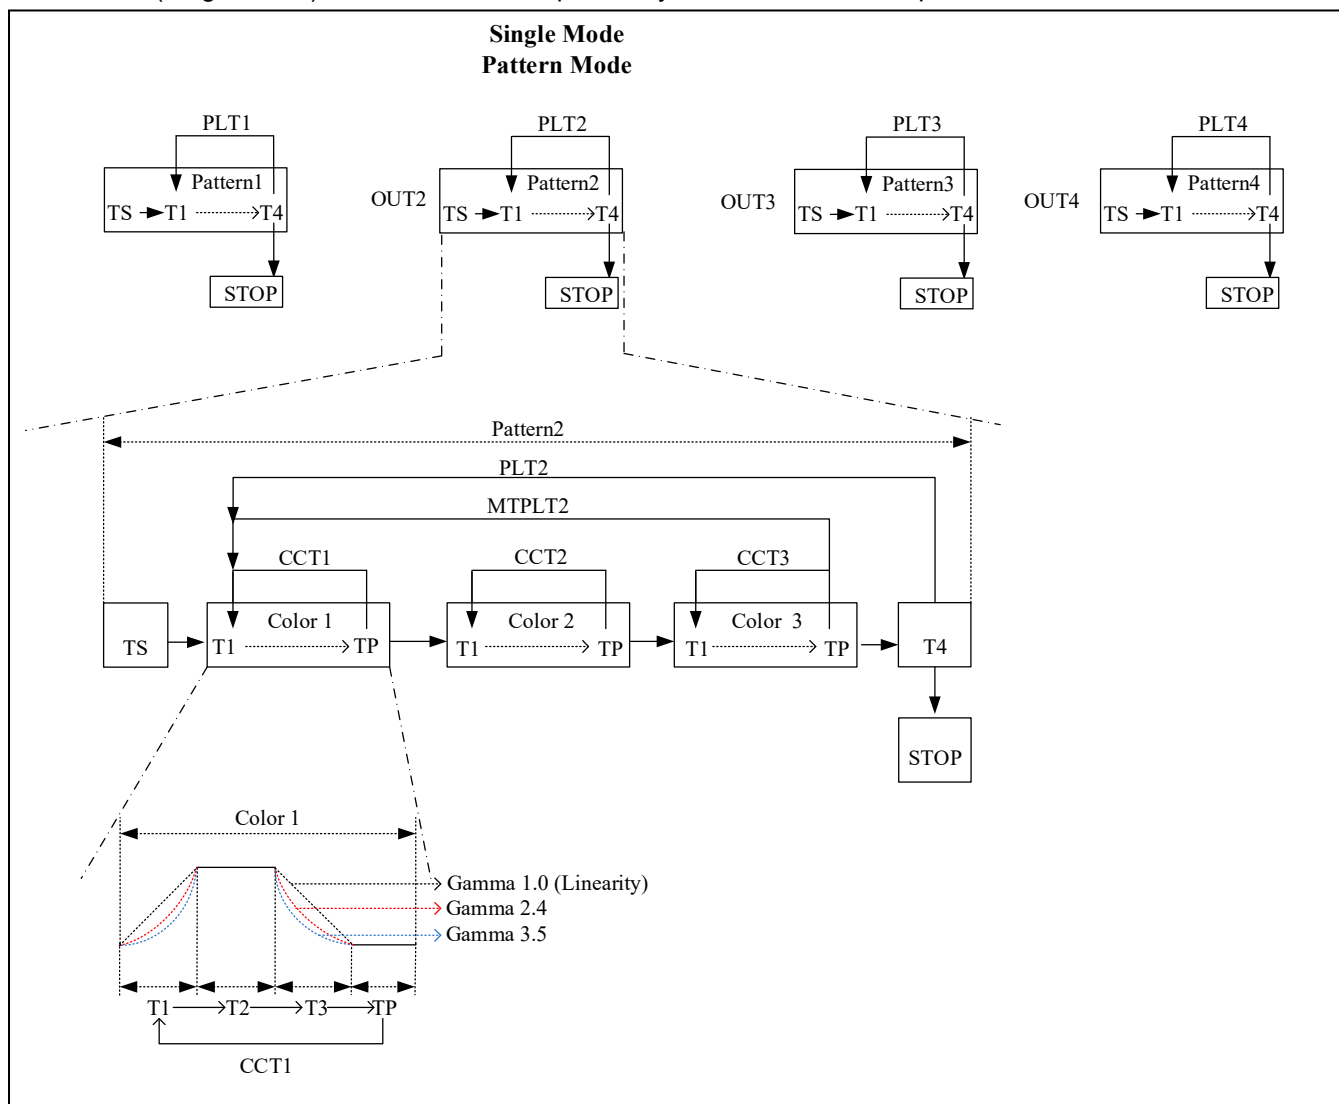 Single Mode
Pattern Mode
PLT1 PLT2 PLT3 PLT4
Pattern1 Pattern2 Pattern3 Pattern4
OUT2 OUT3 OUT4
TS T1 T4 TS T1 T4 TS T1 T4 TS T1 T4
STOP STOP STOP STOP
Pattern2
PLT2
MTPLT2
CCT1 CCT2 CCT3
Color 1 Color 2 Color 3
TS T1 TP T1 TP T1 TP T4
STOP
Color 1
Gamma 1.0 (Linearity)
Gamma 2.4
Gamma 3.5
T1 T2 T3 TP
CCT1